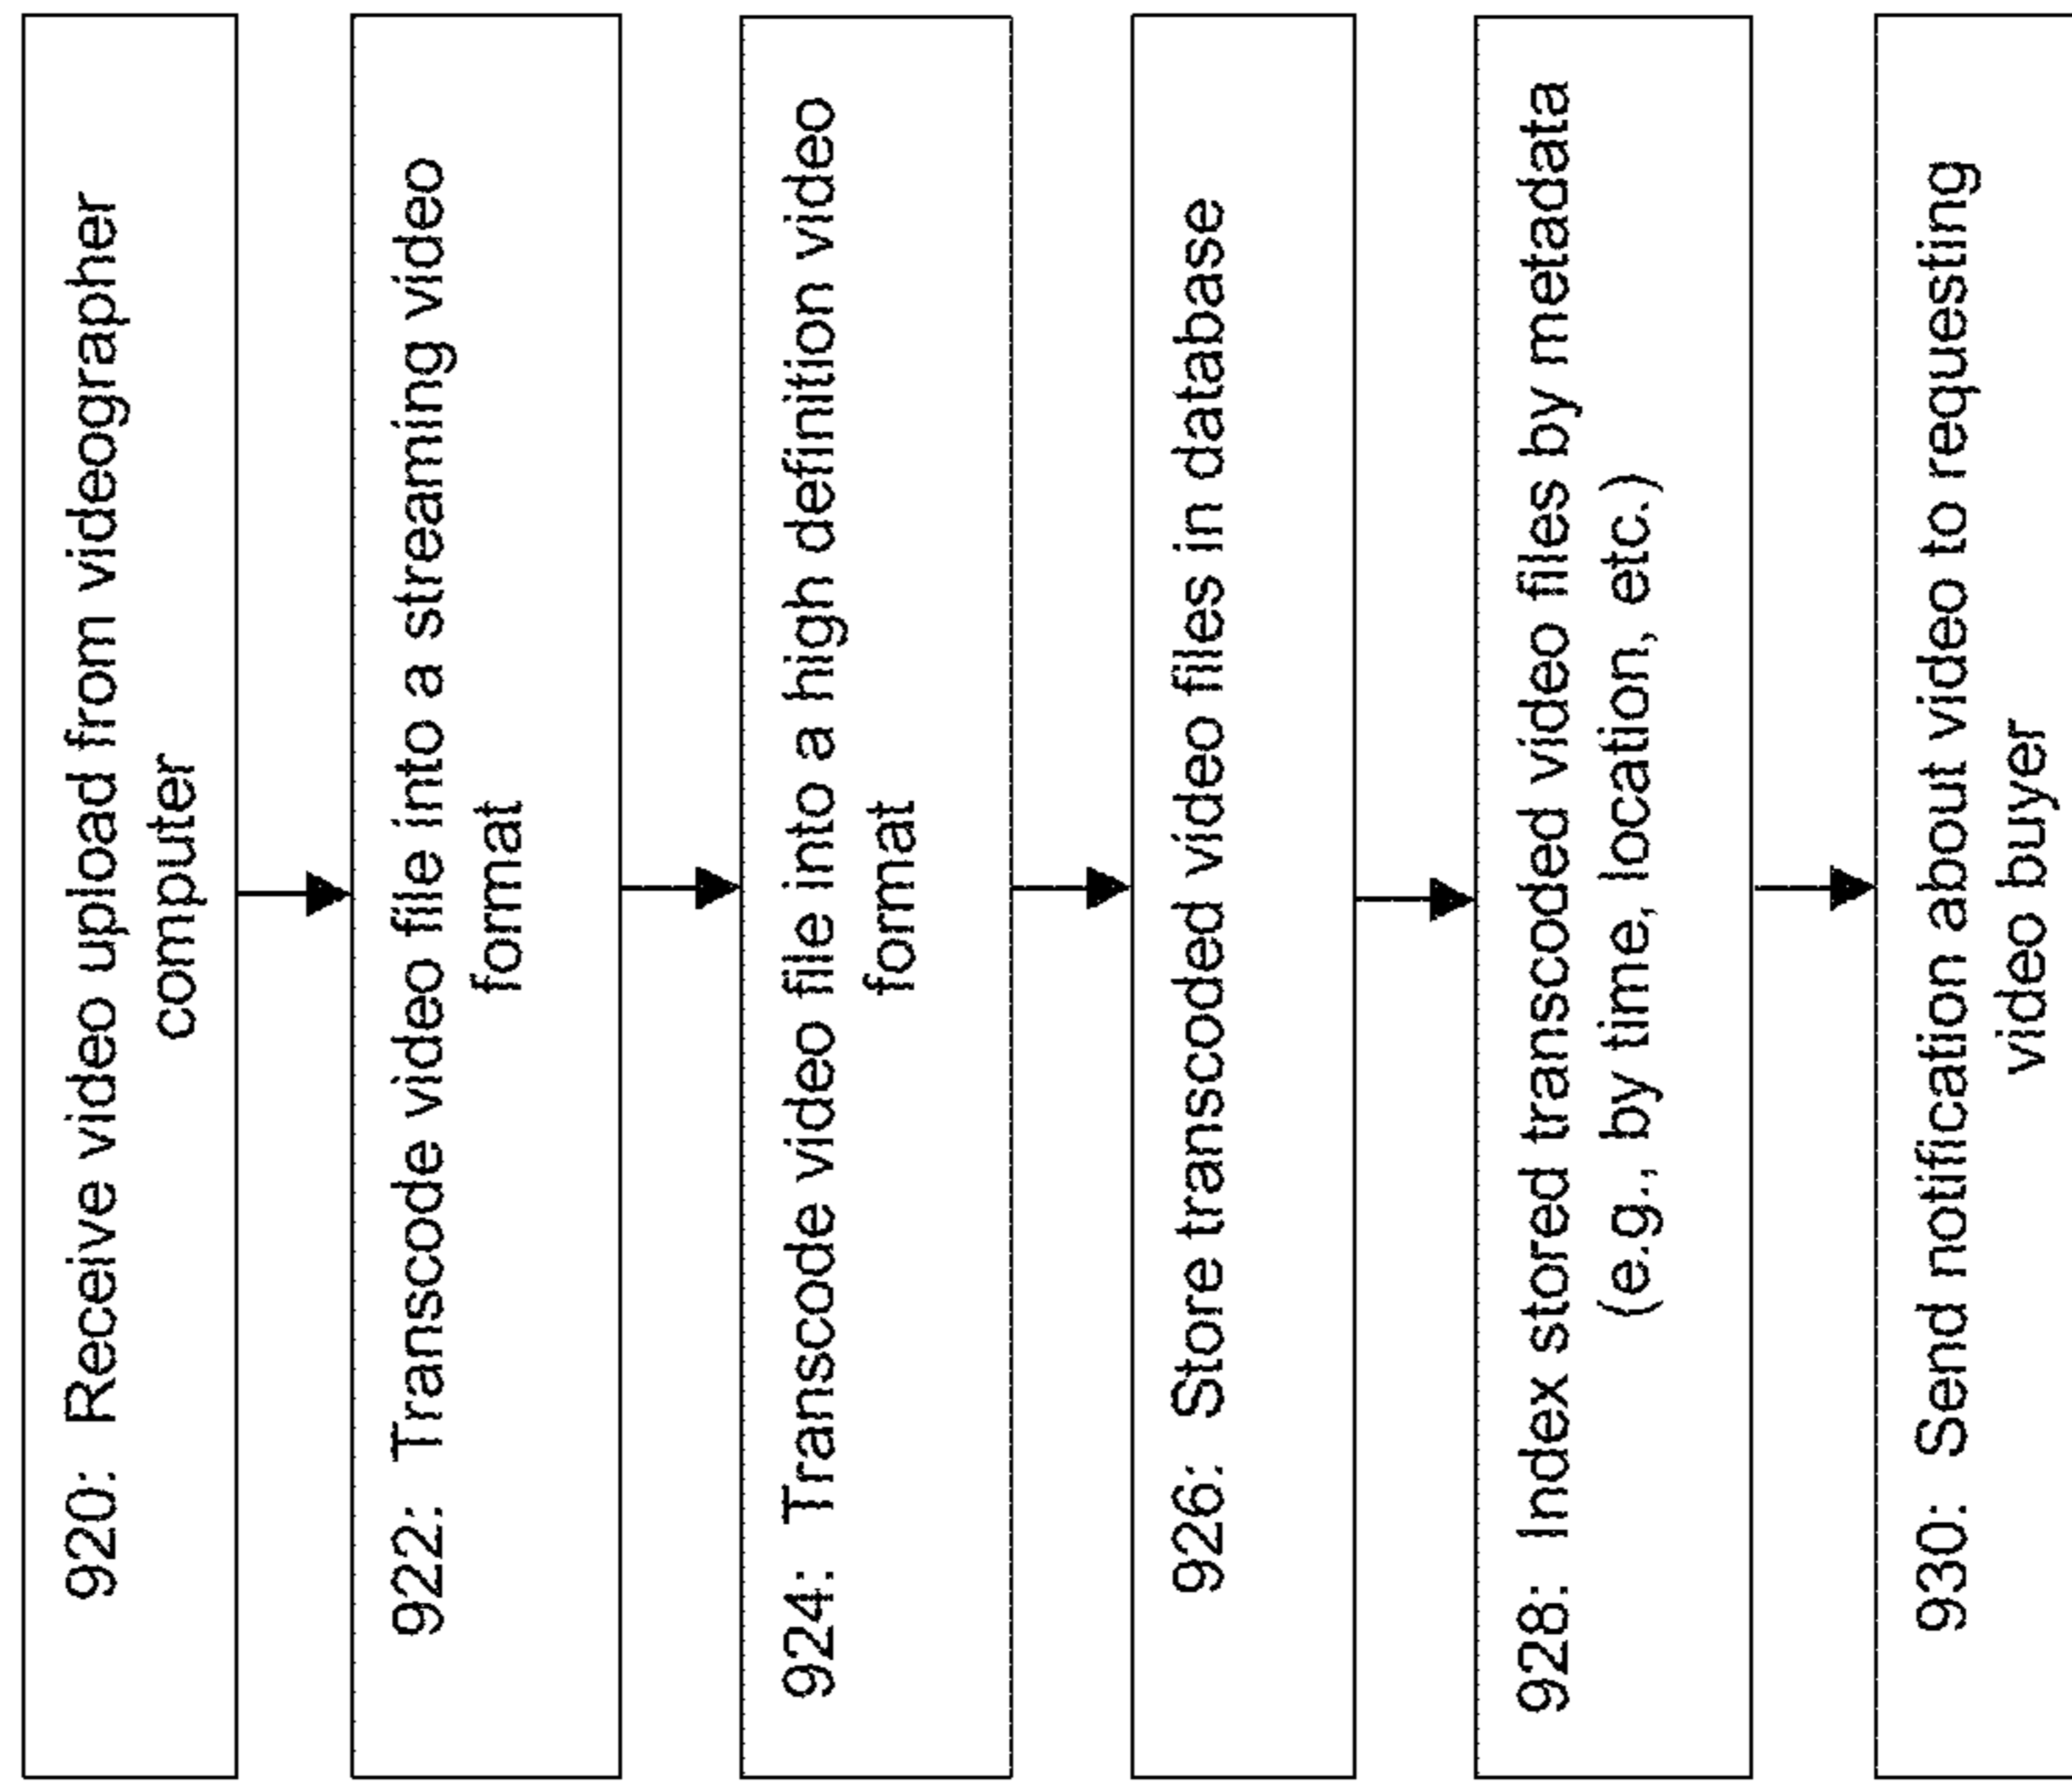 920: Receive video upload from videographer
computer
922: Transcode video file into a streaming video
format
924: Transcode video file into a high definition video
format
926: Store transcoded video files in database
928: Index stored transcoded video files by metadata
(e.g., by time, location, etc.)
930: Send notification about video to requesting
video buyer